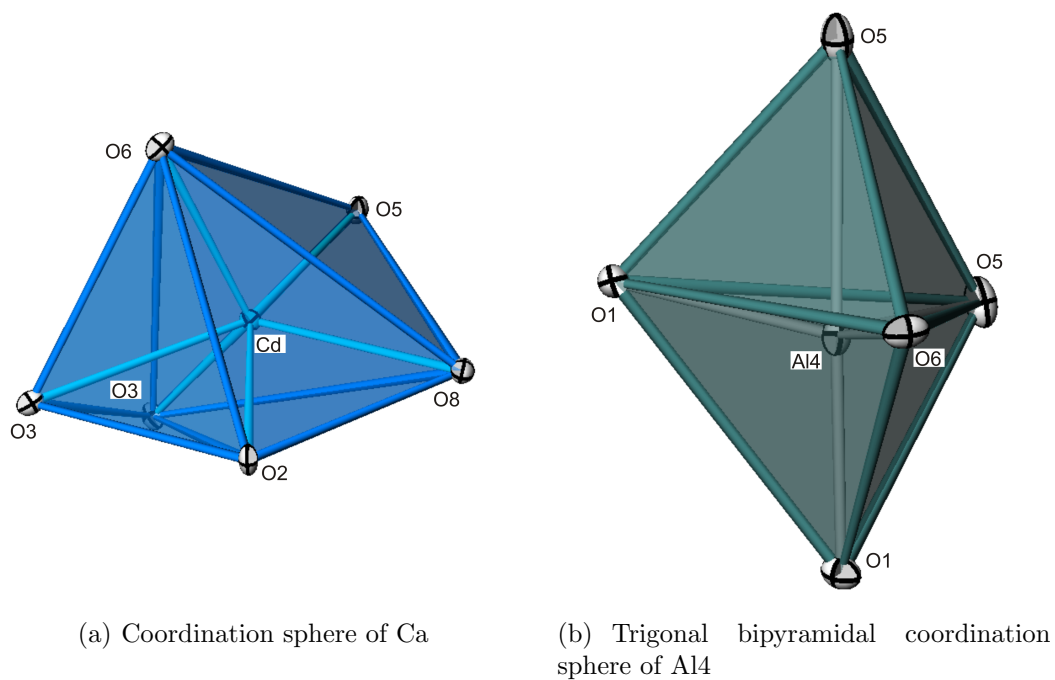 O6
O5
Cd
O3
O3
O8
O2
O5
O5
O1
Al4
O6
O1
(a) Coordination sphere of Ca
(b) Trigonal bipyramidal coordination
sphere of Al4